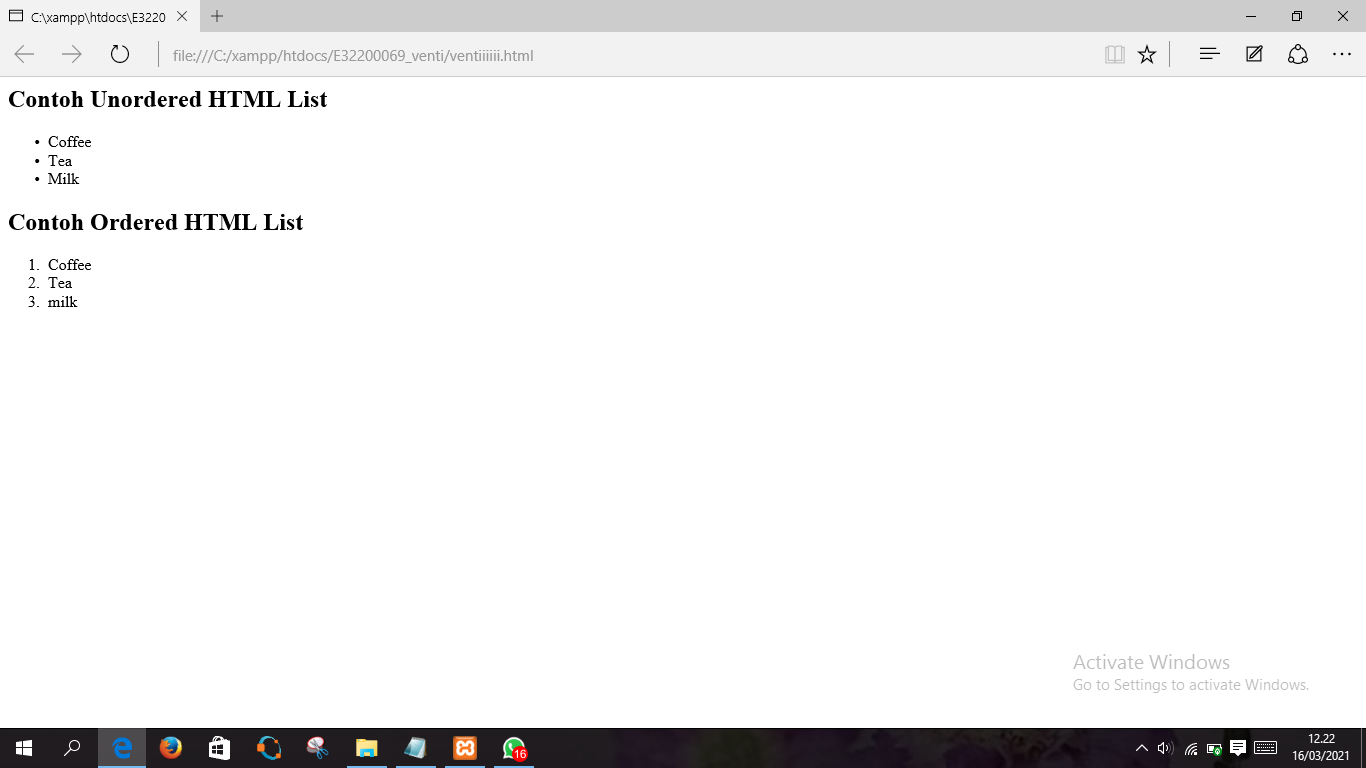 C:\xampp\htdocs\E3220
file:///C:/xampp/htdocs/E32200069_venti/ventiiiiii.html
Contoh Unordered HTML List
• Coffee
• Tea
• Milk
Contoh Ordered HTML List
1. Coffee
2. Tea
3. milk
Activate Windows
Go to Settings to activate Windows.
16
12.22
16/03/2021